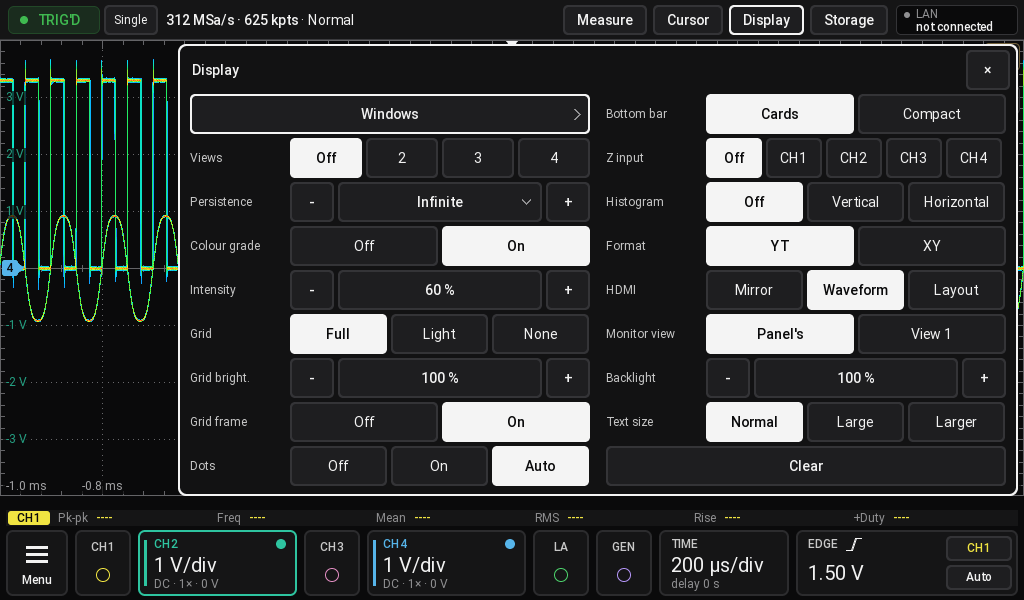 TRIG'D Single 312 MSa/s · 625 kpts · Normal Measure Cursor Display Storage LAN
not connected
Display ×
Windows Bottom bar Cards Compact
Views Off 2 3 4 Z input Off CH1 CH2 CH3 CH4
Persistence - Infinite + Histogram Off Vertical Horizontal
Colour grade Off On Format YT XY
Intensity - 60 % + HDMI Mirror Waveform Layout
Grid Full Light None Monitor view Panel's View 1
Grid bright. - 100 % + Backlight - 100 % +
Grid frame Off On Text size Normal Large Larger
Dots Off On Auto Clear
3 V
2 V
1 V
4
-1 V
-2 V
-3 V
-1.0 ms -0.8 ms
CH1 Pk-pk ---- Freq ---- Mean ---- RMS ---- Rise ---- +Duty ----
Menu
CH1
CH2
1 V/div
DC · 1× · 0 V
CH3
CH4
1 V/div
DC · 1× · 0 V
LA
GEN
TIME
200 µs/div
delay 0 s
EDGE
1.50 V
CH1
Auto